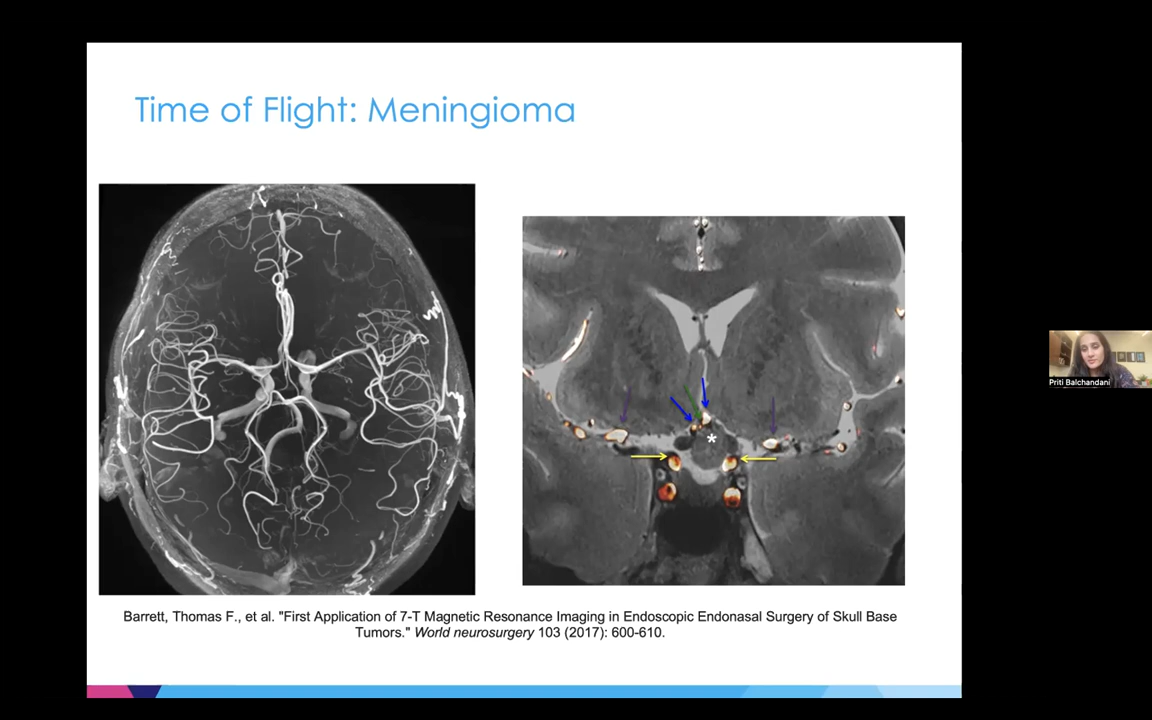 Time of Flight: Meningioma
*
Barrett, Thomas F., et al. "First Application of 7-T Magnetic Resonance Imaging in Endoscopic Endonasal Surgery of Skull Base
Tumors." World neurosurgery 103 (2017): 600-610.
Priti Balchandani